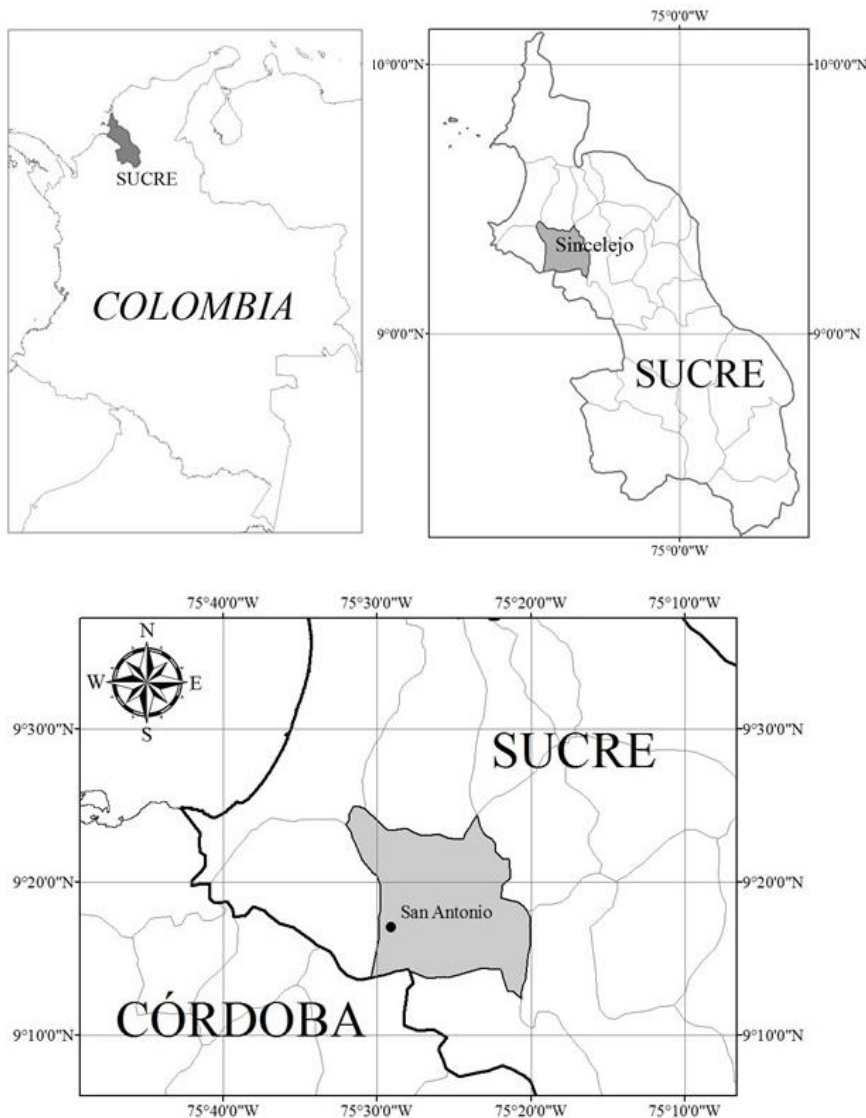 SUCRE
COLOMBIA
75°0'0"W
10°0'0"N
10°0'0"N
Sincelejo
9°0'0"N
9°0'0"N
SUCRE
75°0'0"W
75°40'0"W
75°30'0"W
75°20'0"W
75°10'0"W
N
W
E
S
9°30'0"N
9°30'0"N
SUCRE
9°20'0"N
9°20'0"N
San Antonio
CÓRDOBA
9°10'0"N
9°10'0"N
75°40'0"W
75°30'0"W
75°20'0"W
75°10'0"W